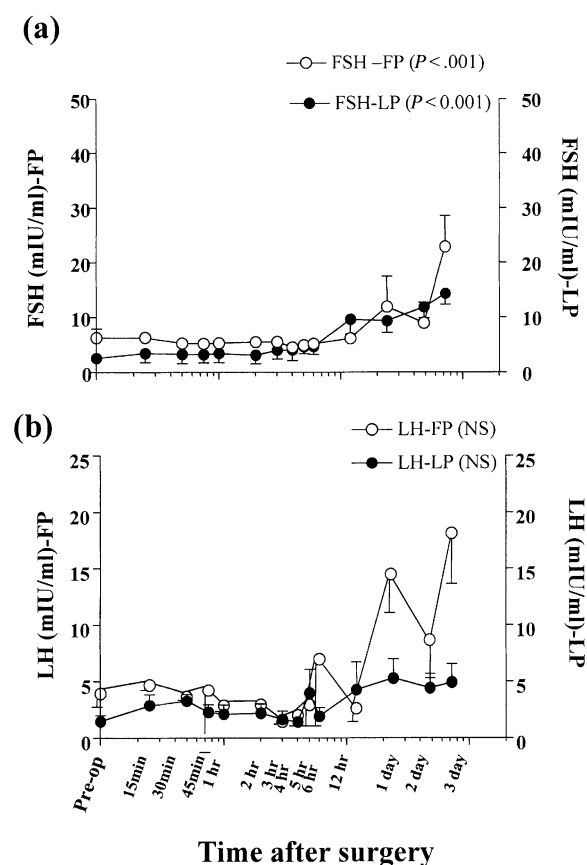 (a)
FSH –FP (P < .001)
FSH-LP (P < 0.001)
50
40
30
20
10
0
FSH (mIU/ml)-FP
50
40
30
20
10
0
FSH (mIU/ml)-LP
(b)
LH-FP (NS)
LH-LP (NS)
25
20
15
10
5
0
LH (mIU/ml)-FP
25
20
15
10
5
0
LH (mIU/ml)-LP
Pre-op
15min
30min
45min
1 hr
2 hr
3 hr
4 hr
5 hr
6 hr
12 hr
1 day
2 day
3 day
Time after surgery